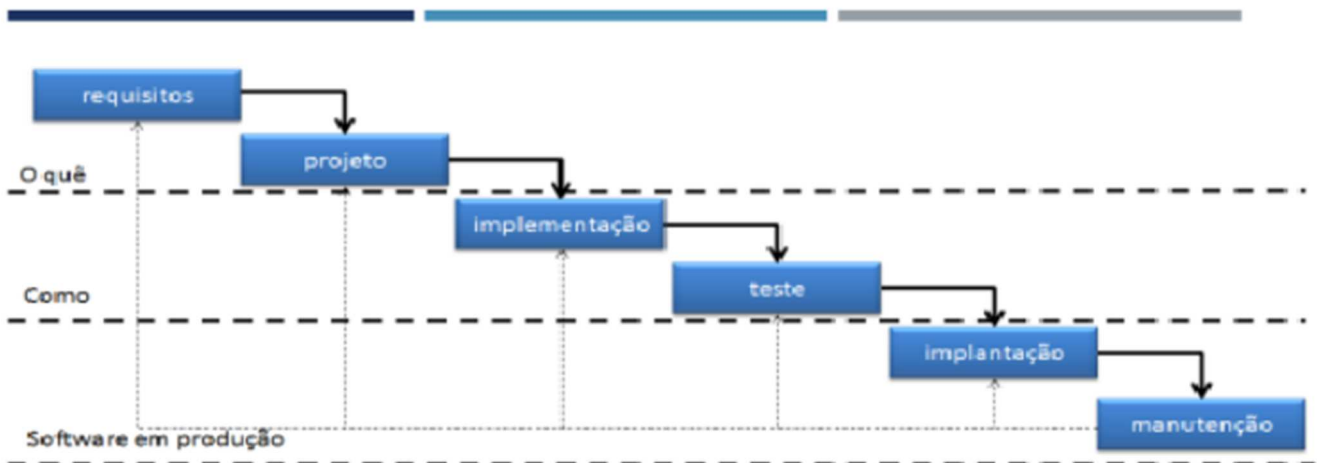 requisitos
projeto
O quê
implementação
teste
Como
implantação
manutenção
Software em produção